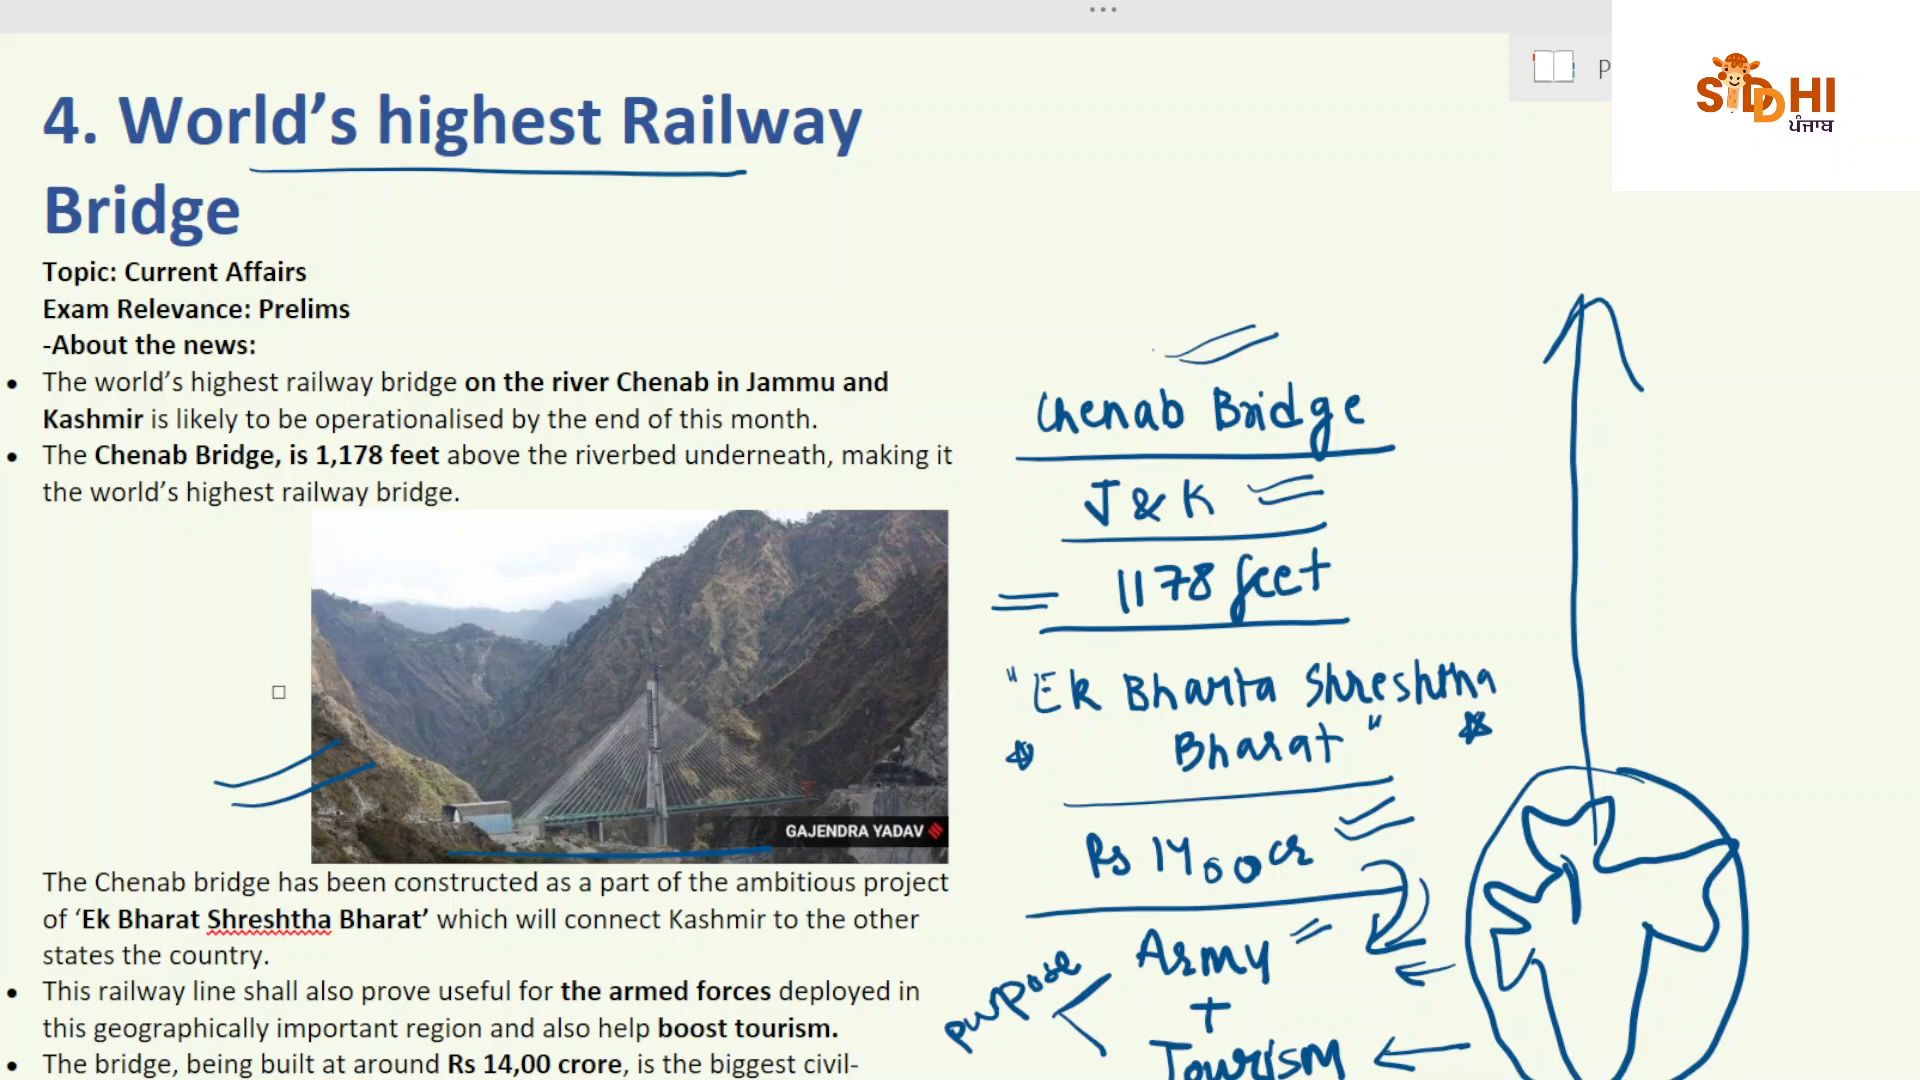 4. World’s highest Railway
Bridge
Topic: Current Affairs
Exam Relevance: Prelims
-About the news:
• The world’s highest railway bridge on the river Chenab in Jammu and
Kashmir is likely to be operationalised by the end of this month.
• The Chenab Bridge, is 1,178 feet above the riverbed underneath, making it
the world’s highest railway bridge.
GAJENDRA YADAV
The Chenab bridge has been constructed as a part of the ambitious project
of ‘Ek Bharat Shreshtha Bharat’ which will connect Kashmir to the other
states the country.
• This railway line shall also prove useful for the armed forces deployed in
this geographically important region and also help boost tourism.
• The bridge, being built at around Rs 14,00 crore, is the biggest civil-
P
SIDDHI
ਪੰਜਾਬ
Chenab Bridge
J & K
1178 feet
"Ek Bharta Shreshtha
Bharat"
Rs 1400 cr
purpose
Army
+
Tourism